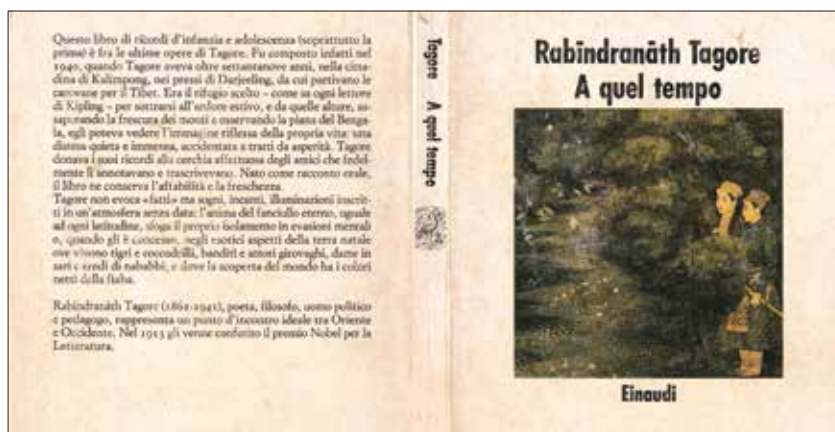 Questo libro di ricordi d'infanzia e adolescenza (soprattutto la
prima) è fra le ultime opere di Tagore. Fu composto infatti nel
1940, quando Tagore aveva oltre settantanove anni, nella citta-
dina di Kalimpong, nei pressi di Darjeeling, da cui partivano le
carovane per il Tibet. Era il rifugio scelto – come sa ogni lettore
di Kipling – per sottrarsi all'ardore estivo, e da quelle alture, as-
saporando la frescura dei monti e osservando la piana del Benga-
la, egli poteva vedere l'immagine riflessa della propria vita: una
distesa quieta e immensa, accidentata a tratti da asperità. Tagore
donava i suoi ricordi alla cerchia affettuosa degli amici che fedel-
mente li annotavano e trascrivevano. Nato come racconto orale,
il libro ne conserva l'affabilità e la freschezza.
Tagore non evoca «fatti» ma sogni, incanti, illuminazioni inscrit-
ti in un'atmosfera senza data: l'anima del fanciullo eterno, uguale
ad ogni latitudine, sfoga il proprio isolamento in evasioni mentali
o, quando gli è concesso, negli esotici aspetti della terra natale
ove vivono tigri e coccodrilli, banditi e attori girovaghi, dame in
sari e eredi di nababbi, e dove la scoperta del mondo ha i colori
netti della fiaba.
Rabíndranáth Tagore (1861-1941), poeta, filosofo, uomo politico
e pedagogo, rappresenta un punto d'incontro ideale tra Oriente
e Occidente. Nel 1913 gli venne conferito il premio Nobel per la
Letteratura.
Tagore A quel tempo
Rabíndranáth Tagore
A quel tempo
Einaudi